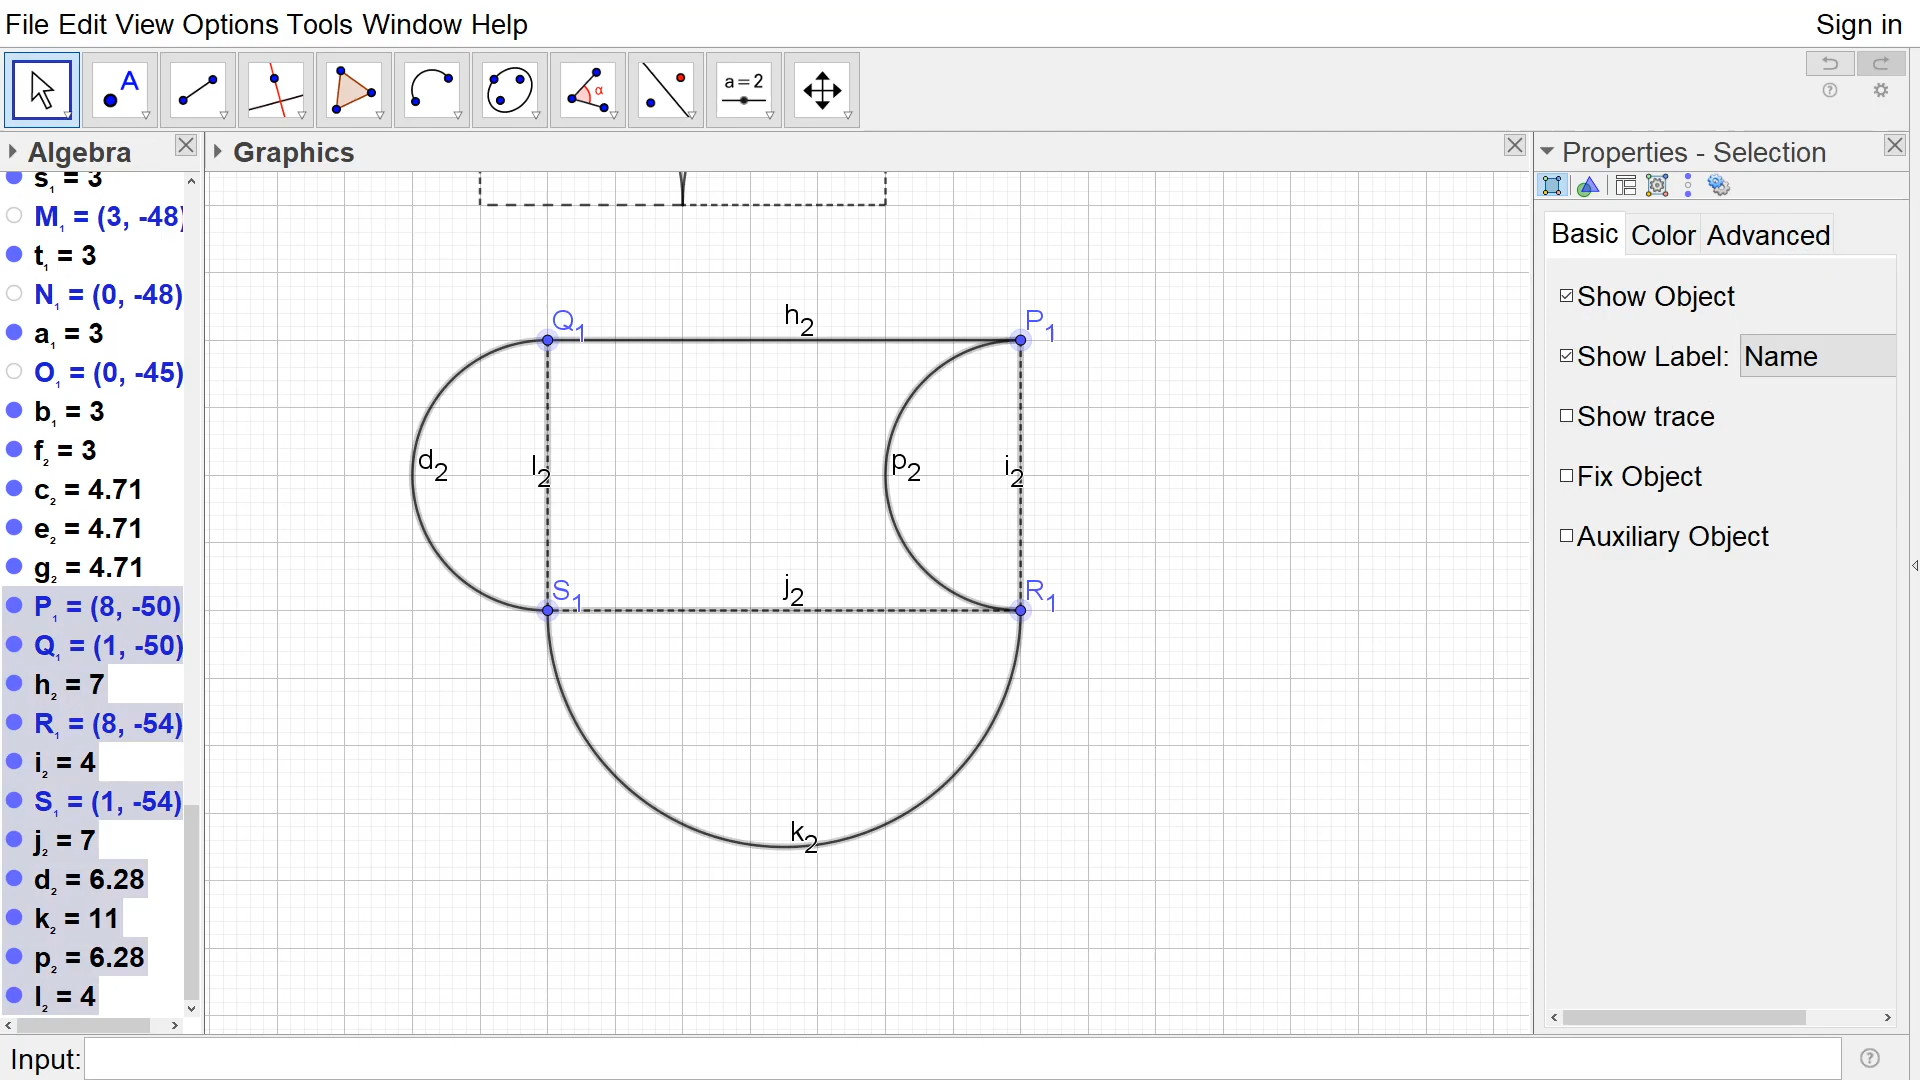 File Edit View Options Tools Window Help
Sign in
A
α
a=2
Algebra
Graphics
Properties - Selection
s₁ = 3
M₁ = (3, -48)
t₁ = 3
N₁ = (0, -48)
a₁ = 3
O₁ = (0, -45)
b₁ = 3
f₂ = 3
c₂ = 4.71
e₂ = 4.71
g₂ = 4.71
P₁ = (8, -50)
Q₁ = (1, -50)
h₂ = 7
R₁ = (8, -54)
i₂ = 4
S₁ = (1, -54)
j₂ = 7
d₂ = 6.28
k₂ = 11
p₂ = 6.28
l₂ = 4
Q₁ h₂ P₁
d₂ l₂ p₂ i₂
S₁ j₂ R₁
k₂
Basic Color Advanced
Show Object
Show Label: Name
Show trace
Fix Object
Auxiliary Object
Input: